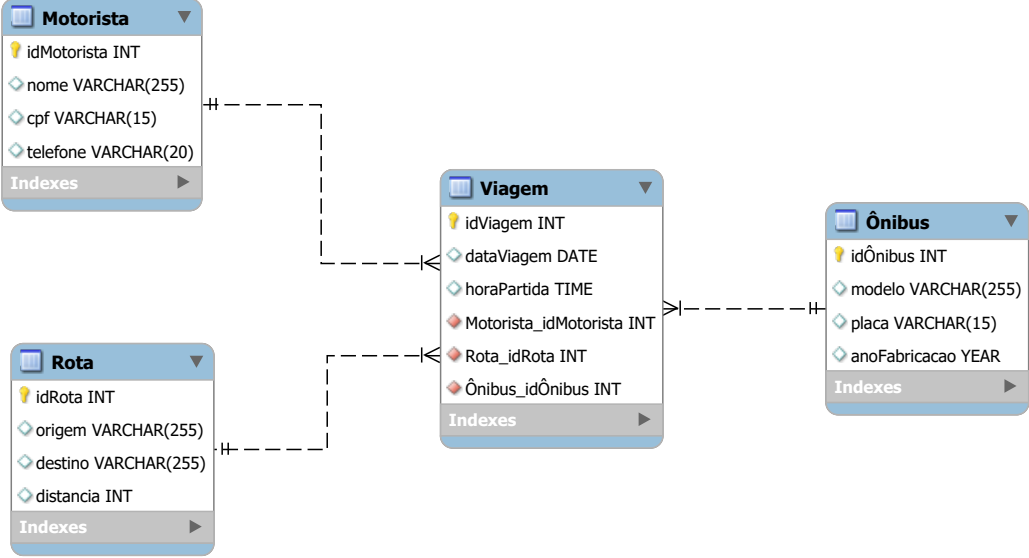 Motorista
idMotorista INT
nome VARCHAR(255)
cpf VARCHAR(15)
telefone VARCHAR(20)
Indexes
Rota
idRota INT
origem VARCHAR(255)
destino VARCHAR(255)
distancia INT
Indexes
Viagem
idViagem INT
dataViagem DATE
horaPartida TIME
Motorista_idMotorista INT
Rota_idRota INT
Ônibus_idÔnibus INT
Indexes
Ônibus
idÔnibus INT
modelo VARCHAR(255)
placa VARCHAR(15)
anoFabricacao YEAR
Indexes